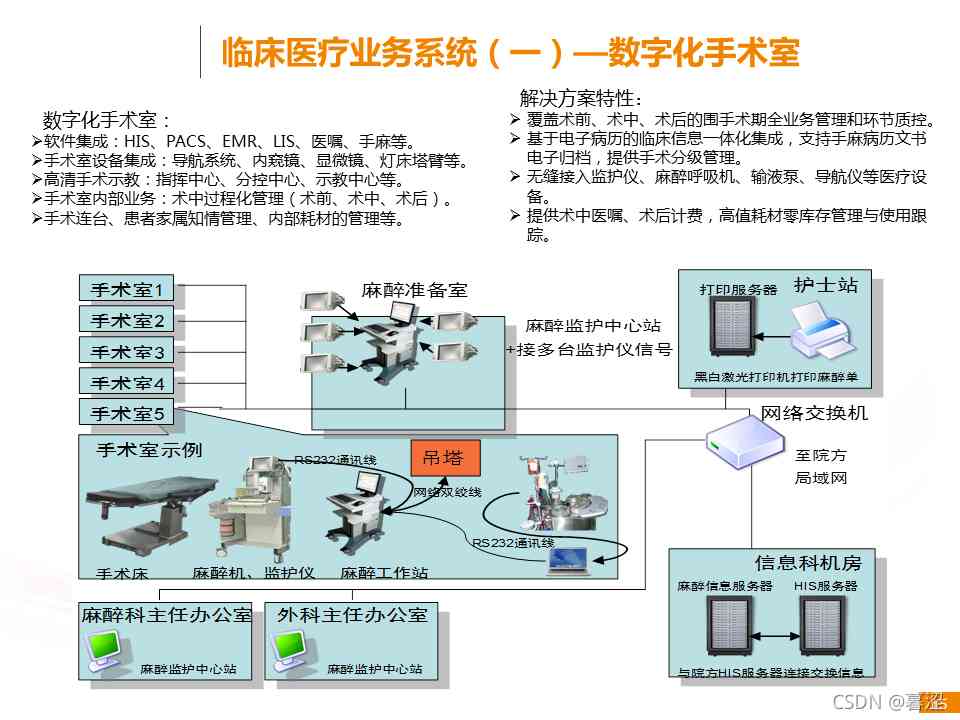 临床医疗业务系统（一）—数字化手术室
数字化手术室：
➢软件集成：HIS、PACS、EMR、LIS、医嘱、手麻等。
➢手术室设备集成：导航系统、内窥镜、显微镜、灯床塔臂等。
➢高清手术示教：指挥中心、分控中心、示教中心等。
➢手术室内部业务：术中过程化管理（术前、术中、术后）。
➢手术连台、患者家属知情管理、内部耗材的管理等。
解决方案特性：
➢ 覆盖术前、术中、术后的围手术期全业务管理和环节质控。
➢ 基于电子病历的临床信息一体化集成，支持手麻病历文书
电子归档，提供手术分级管理。
➢ 无缝接入监护仪、麻醉呼吸机、输液泵、导航仪等医疗设
备。
➢ 提供术中医嘱、术后计费，高值耗材零库存管理与使用跟
踪。
手术室1
手术室2
手术室3
手术室4
手术室5
麻醉准备室
麻醉监护中心站
+接多台监护仪信号
打印服务器
护士站
黑白激光打印机打印麻醉单
网络交换机
至院方
局域网
手术室示例
RS232通讯线
吊塔
网络双绞线
RS232通讯线
手术床
麻醉机、监护仪
麻醉工作站
信息科机房
麻醉信息服务器
HIS服务器
与院方HIS服务器连接交换信息
麻醉科主任办公室
麻醉监护中心站
外科主任办公室
麻醉监护中心站
CSDN @暮涩